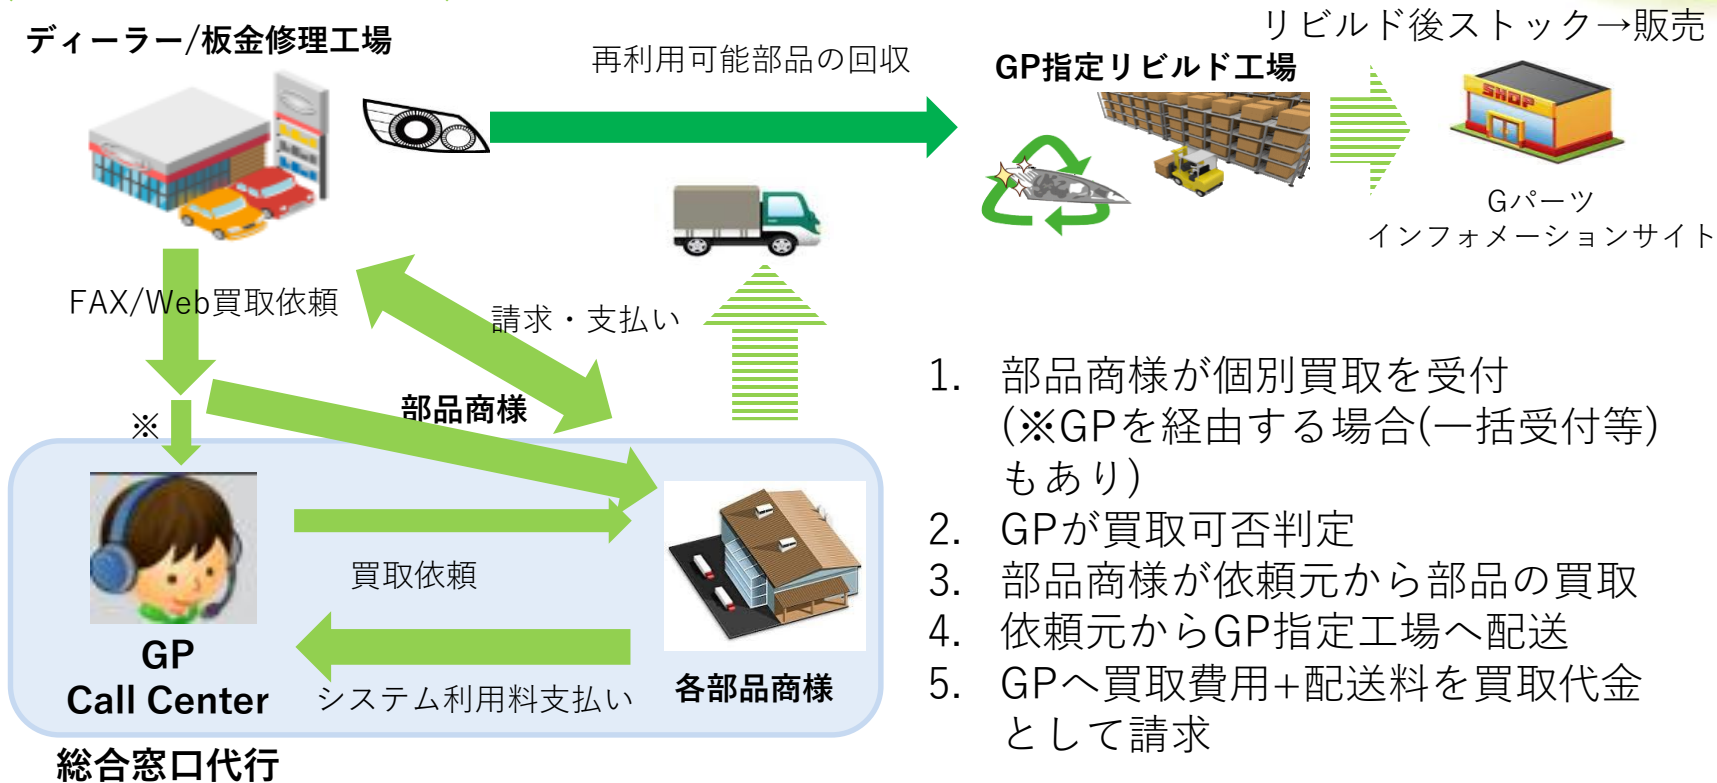 リビルド後ストック→販売
ディーラー/板金修理工場
再利用可能部品の回収
GP指定リビルド工場
SHOP
Gパーツ
インフォメーションサイト
FAX/Web買取依頼
請求・支払い
※
部品商様
買取依頼
GP
Call Center
システム利用料支払い
各部品商様
総合窓口代行
1. 部品商様が個別買取を受付
(※GPを経由する場合(一括受付等)
もあり)
2. GPが買取可否判定
3. 部品商様が依頼元から部品の買取
4. 依頼元からGP指定工場へ配送
5. GPへ買取費用+配送料を買取代金
として請求